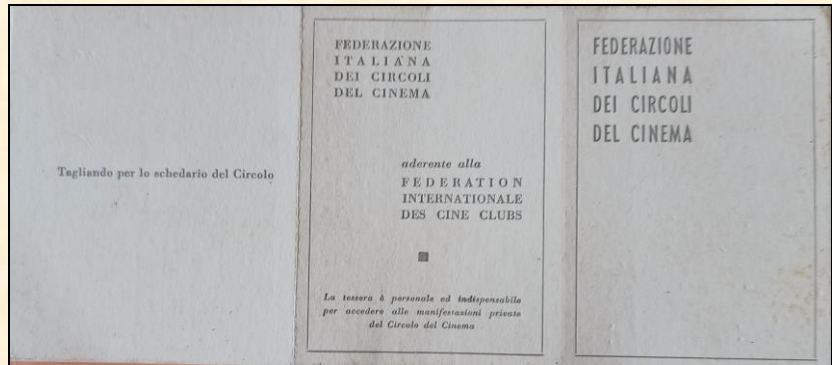 Tagliando per lo schedario del Circolo
FEDERAZIONE
ITALIANA
DEI CIRCOLI
DEL CINEMA
aderente alla
FEDERATION
INTERNATIONALE
DES CINE CLUBS
La tessera è personale ed indispensabile
per accedere alle manifestazioni private
del Circolo del Cinema
FEDERAZIONE
ITALIANA
DEI CIRCOLI
DEL CINEMA